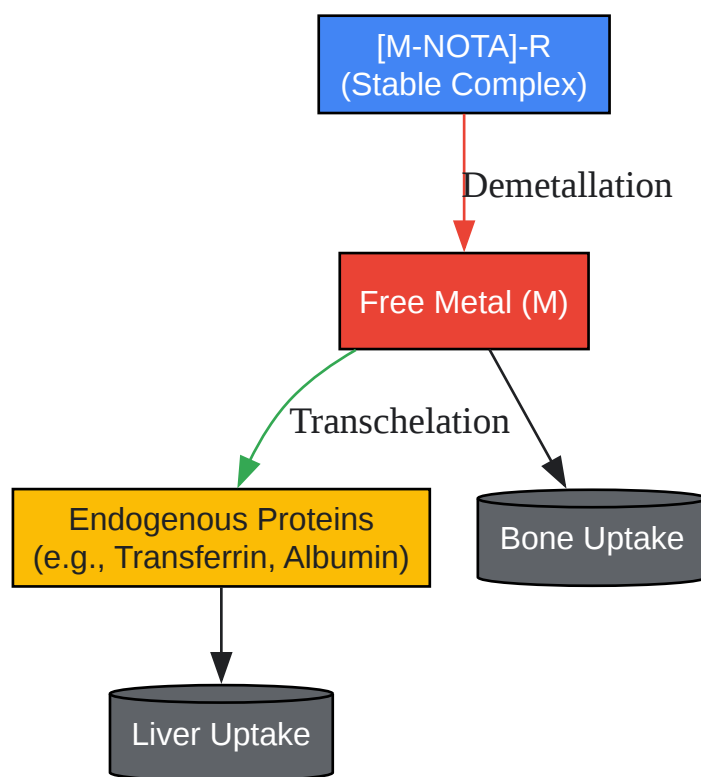 [M-NOTA]-R
(Stable Complex)
Demetallation
Free Metal (M)
Transchelation
Endogenous Proteins
(e.g., Transferrin, Albumin)
Bone Uptake
Liver Uptake